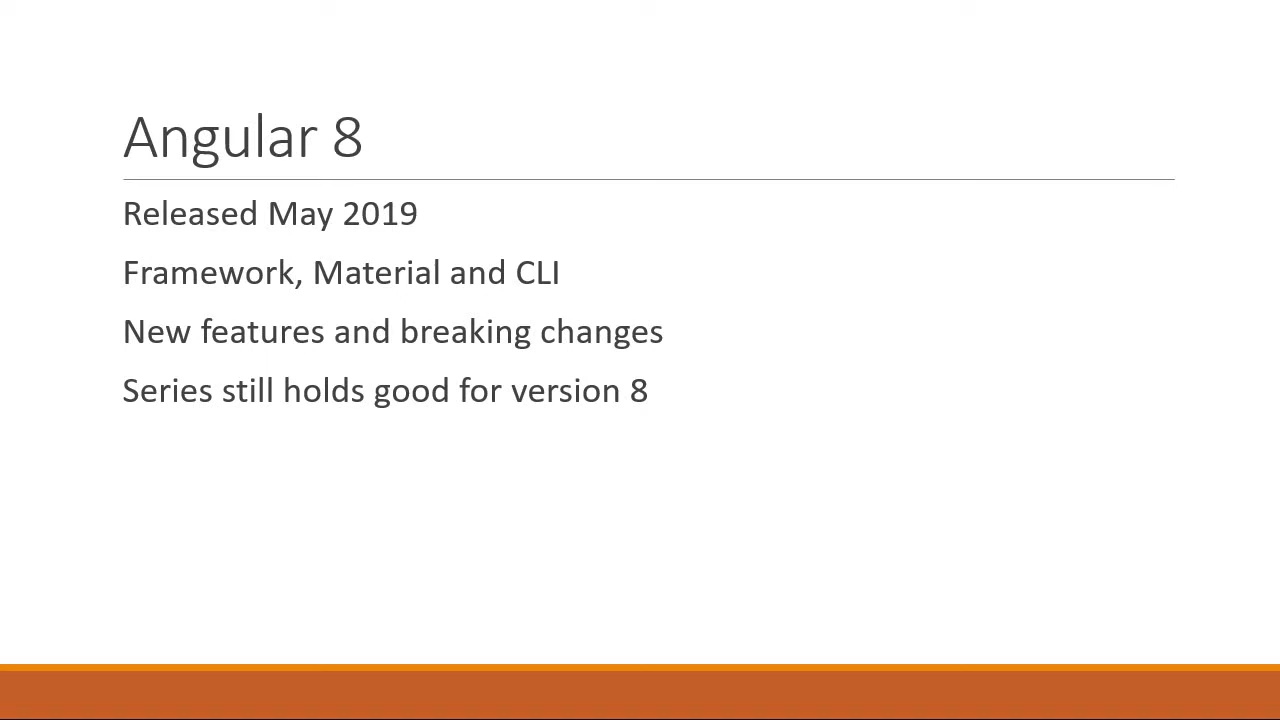 Angular 8
Released May 2019
Framework, Material and CLI
New features and breaking changes
Series still holds good for version 8